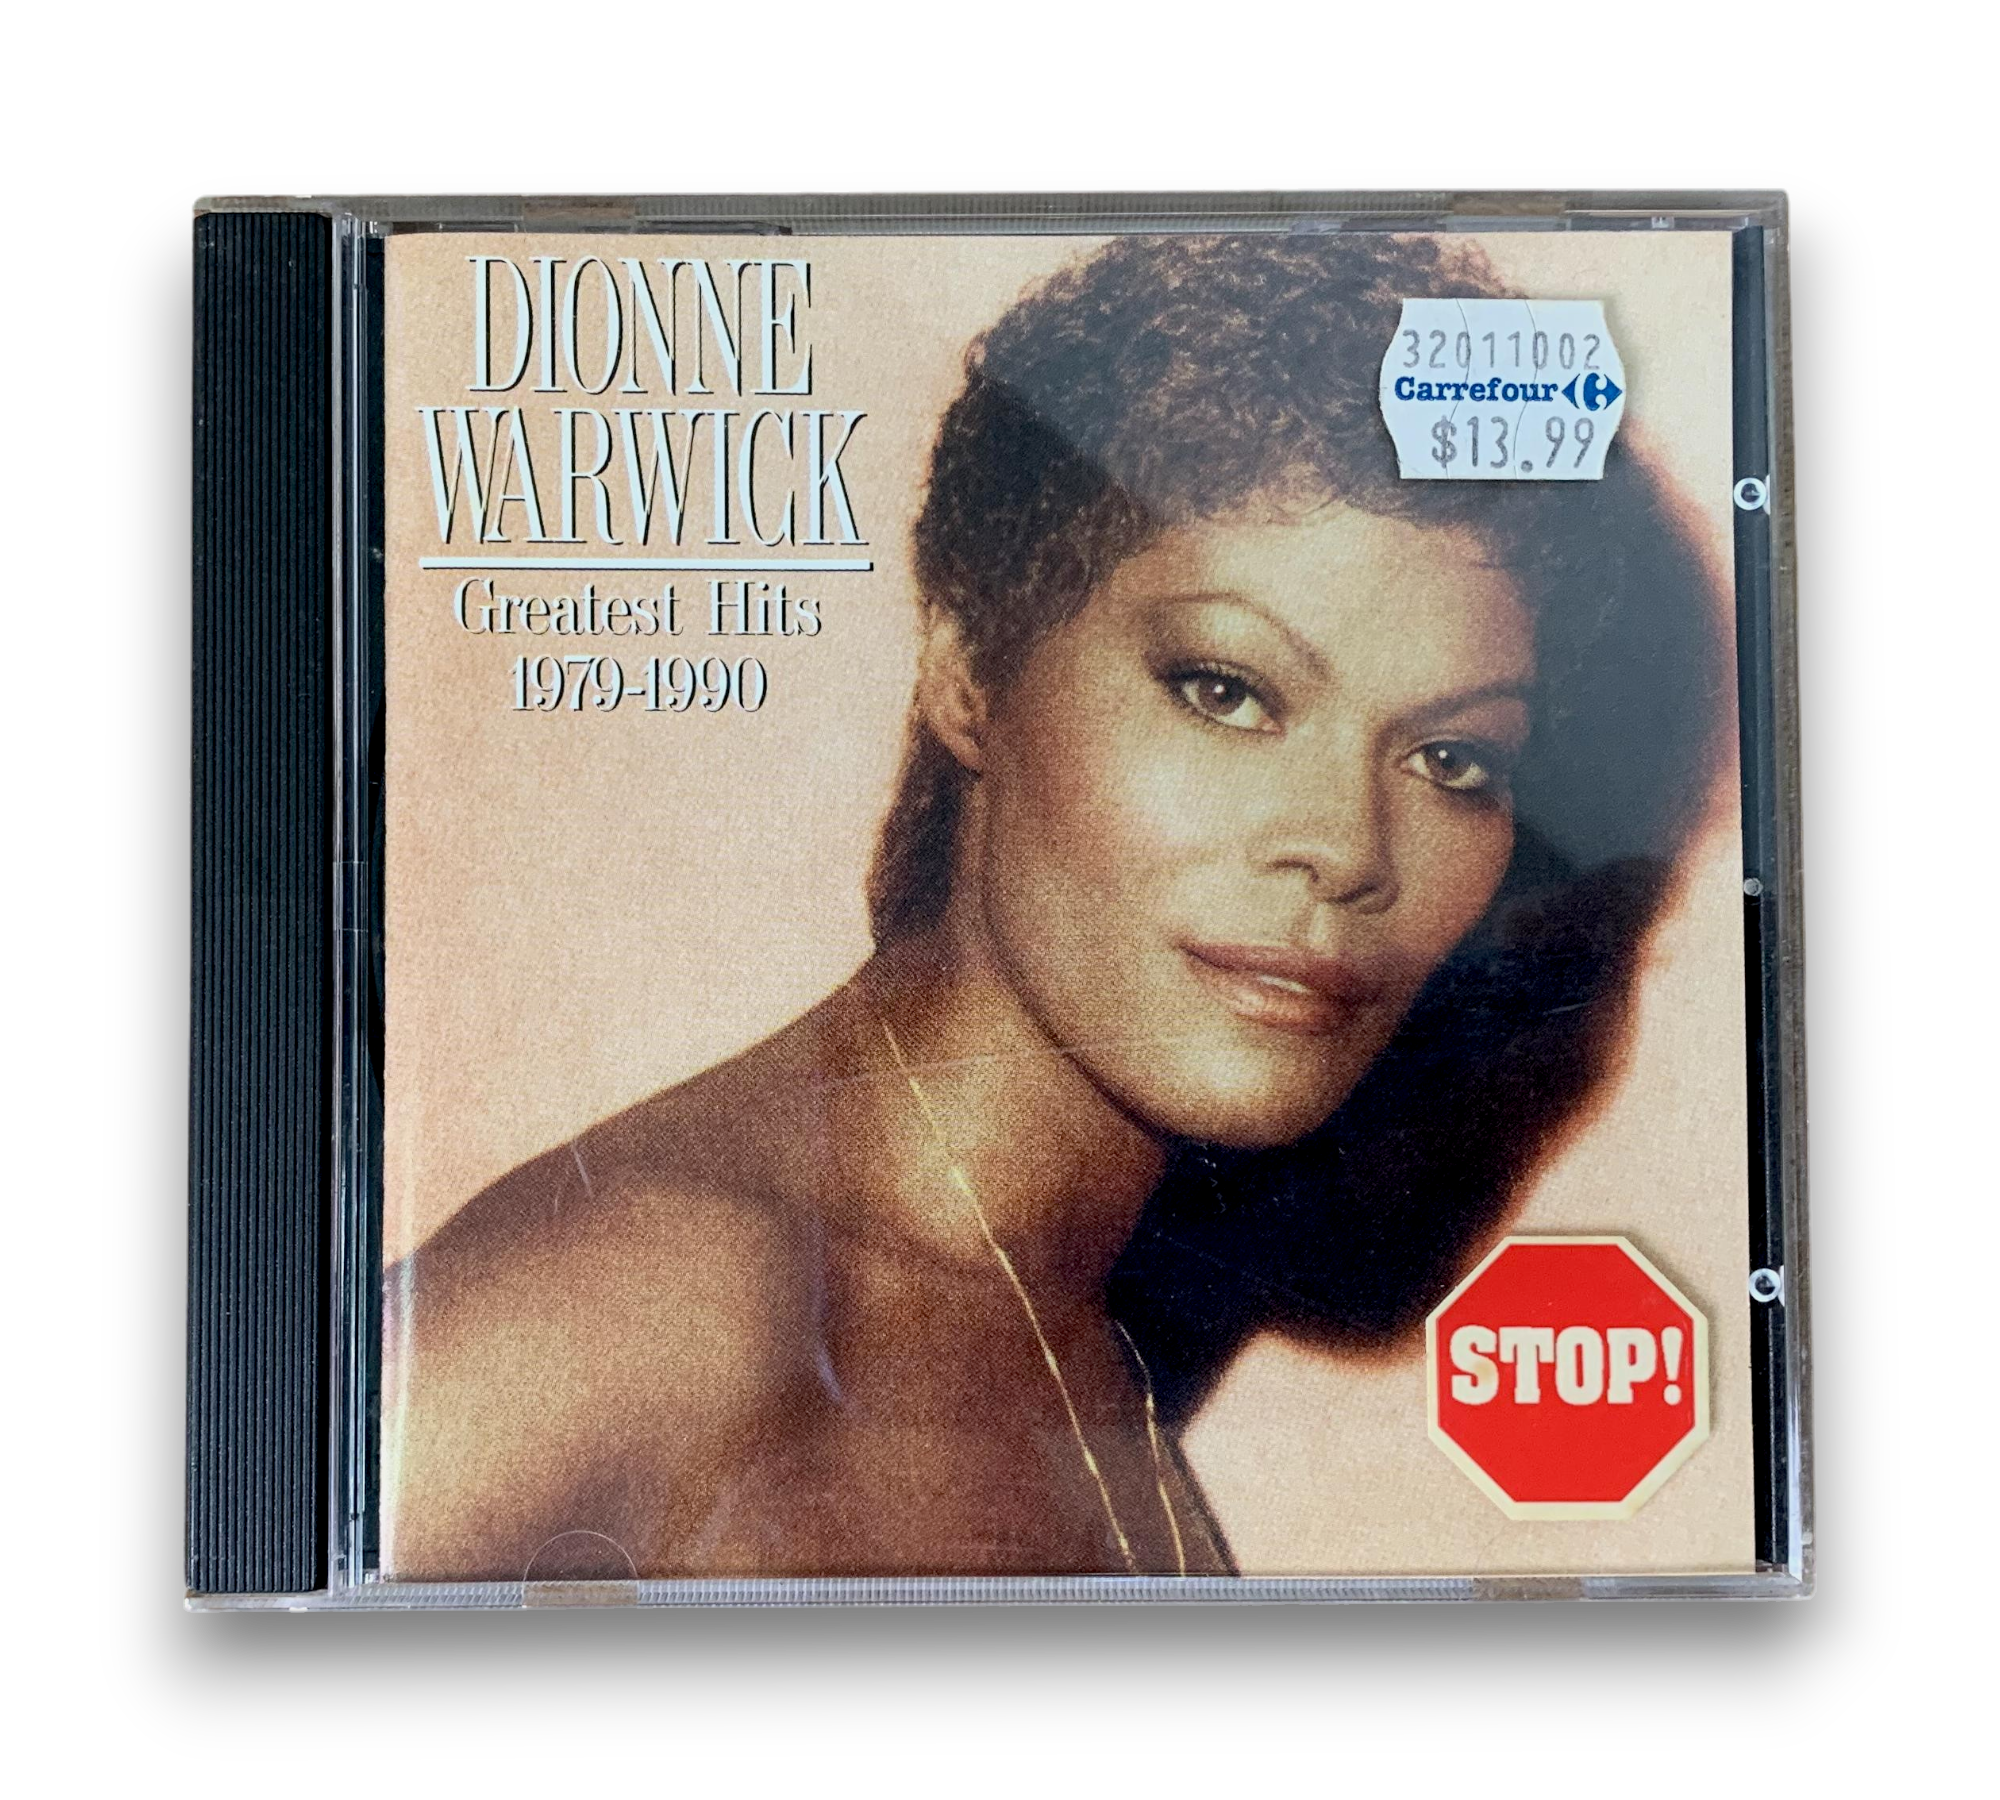 DIONNE
WARWICK
Greatest Hits
1979-1990
32011002
Carrefour
$13.99
STOP!